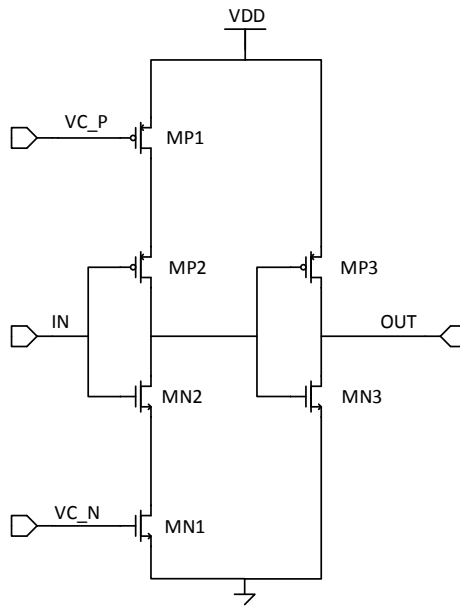 VDD
VC_P
MP1
MP2
MP3
IN
OUT
MN2
MN3
VC_N
MN1